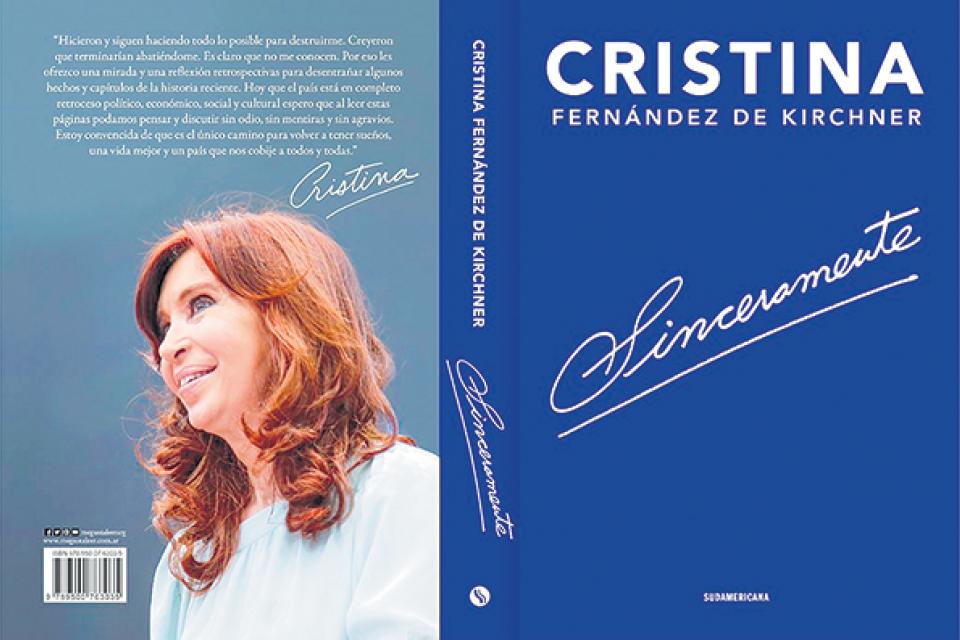 "Hicieron y siguen haciendo todo lo posible para destruirme. Creyeron
que terminarían abatiéndome. Es claro que no me conocen. Por eso les
ofrezco una mirada y una reflexión retrospectivas para desentrañar algunos
hechos y capítulos de la historia reciente. Hoy que el país está en completo
retroceso político, económico, social y cultural espero que al leer estas
páginas podamos pensar y discutir sin odio, sin mentiras y sin agravios.
Estoy convencida de que es el único camino para volver a tener sueños,
una vida mejor y un país que nos cobije a todos y todas."
Cristina
www.megustaleer.com.ar
CRISTINA FERNÁNDEZ DE KIRCHNER
Sinceramente
CRISTINA
FERNÁNDEZ DE KIRCHNER
Sinceramente
SUDAMERICANA